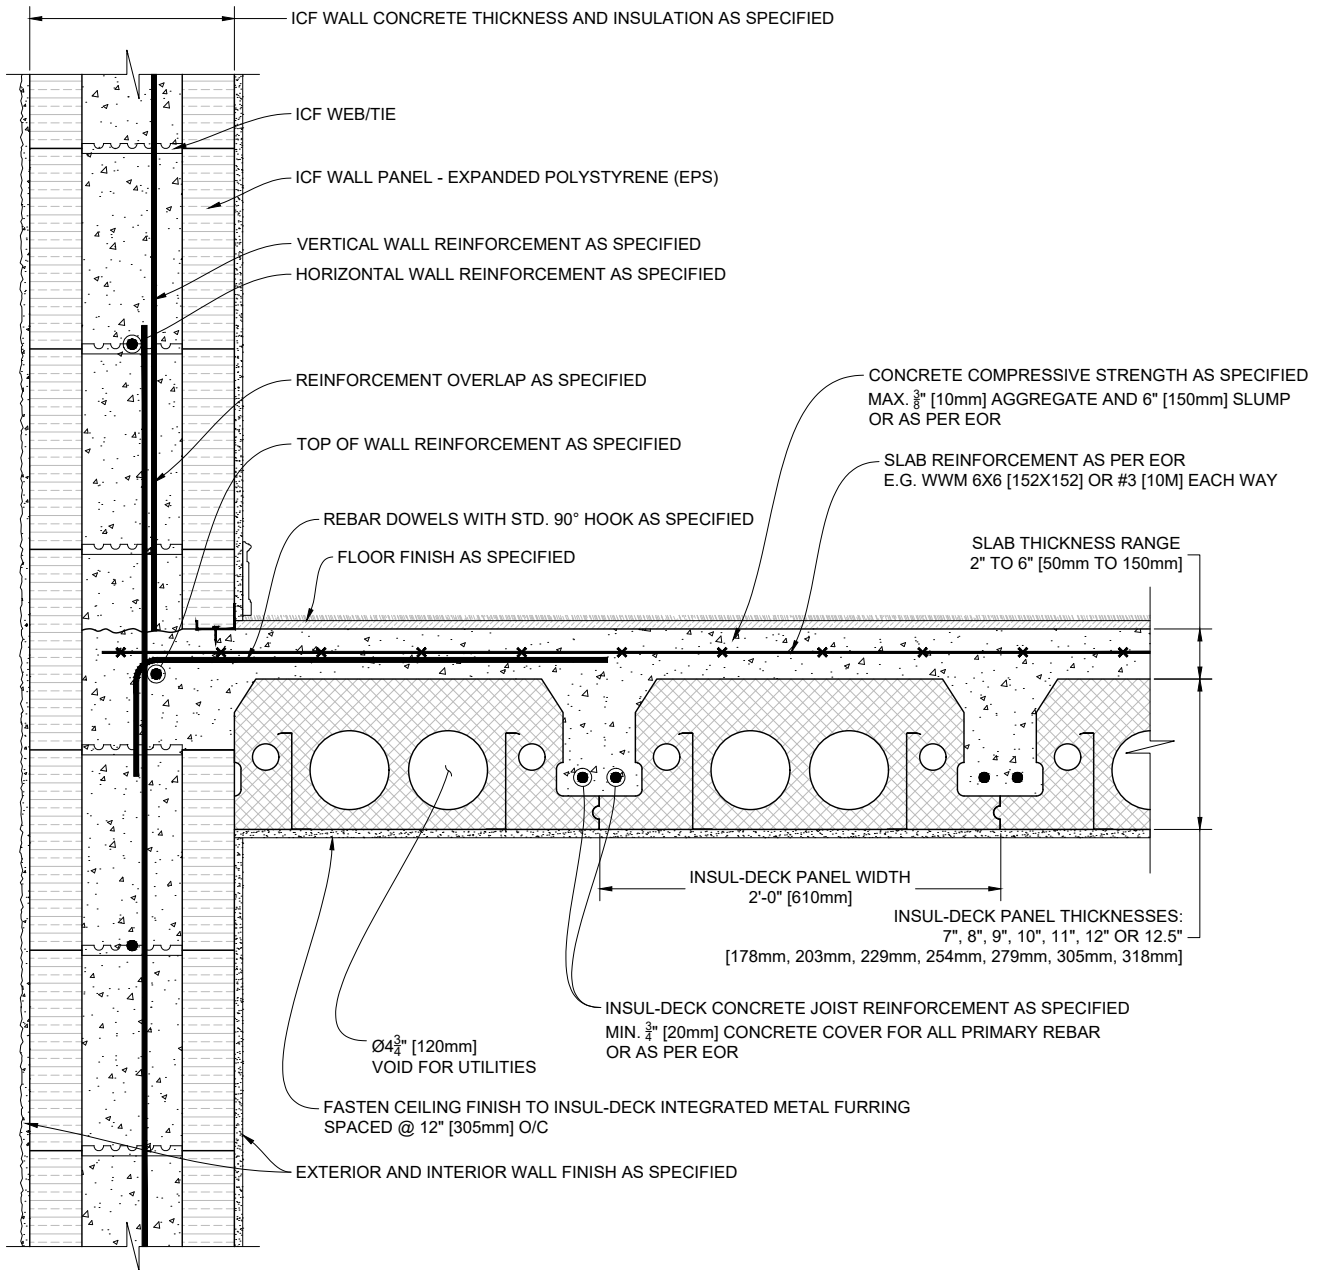 ICF WALL CONCRETE THICKNESS AND INSULATION AS SPECIFIED
ICF WEB/TIE
ICF WALL PANEL - EXPANDED POLYSTYRENE (EPS)
VERTICAL WALL REINFORCEMENT AS SPECIFIED
HORIZONTAL WALL REINFORCEMENT AS SPECIFIED
REINFORCEMENT OVERLAP AS SPECIFIED
TOP OF WALL REINFORCEMENT AS SPECIFIED
REBAR DOWELS WITH STD. 90° HOOK AS SPECIFIED
FLOOR FINISH AS SPECIFIED
CONCRETE COMPRESSIVE STRENGTH AS SPECIFIED
MAX. 3/8" [10mm] AGGREGATE AND 6" [150mm] SLUMP
OR AS PER EOR
SLAB REINFORCEMENT AS PER EOR
E.G. WWM 6X6 [152X152] OR #3 [10M] EACH WAY
SLAB THICKNESS RANGE
2" TO 6" [50mm TO 150mm]
INSUL-DECK PANEL WIDTH
2'-0" [610mm]
INSUL-DECK PANEL THICKNESSES:
7", 8", 9", 10", 11", 12" OR 12.5"
[178mm, 203mm, 229mm, 254mm, 279mm, 305mm, 318mm]
INSUL-DECK CONCRETE JOIST REINFORCEMENT AS SPECIFIED
MIN. 3/4" [20mm] CONCRETE COVER FOR ALL PRIMARY REBAR
OR AS PER EOR
Ø4 3/4" [120mm]
VOID FOR UTILITIES
FASTEN CEILING FINISH TO INSUL-DECK INTEGRATED METAL FURRING
SPACED @ 12" [305mm] O/C
EXTERIOR AND INTERIOR WALL FINISH AS SPECIFIED